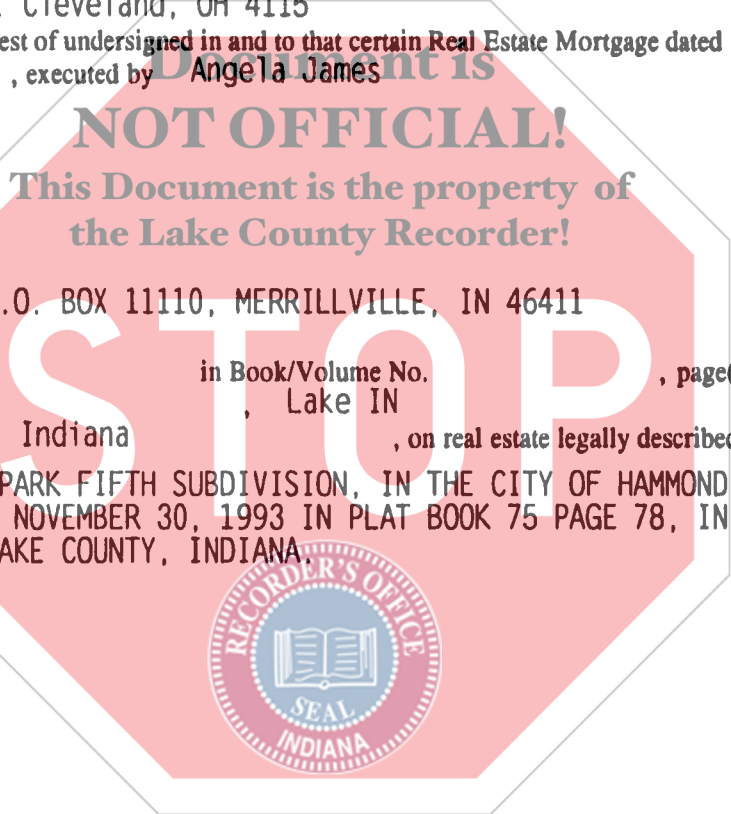 Cleveland, OH 4115
est of undersigned in and to that certain Real Estate Mortgage dated
, executed by Angela James
Document is
NOT OFFICIAL!
This Document is the property of
the Lake County Recorder!
.O. BOX 11110, MERRILLVILLE, IN 46411
STOP
in Book/Volume No. , page(
, Lake IN
Indiana , on real estate legally described
PARK FIFTH SUBDIVISION, IN THE CITY OF HAMMOND
NOVEMBER 30, 1993 IN PLAT BOOK 75 PAGE 78, IN
AKE COUNTY, INDIANA.
RECORDER'S OFFICE
SEAL
INDIANA